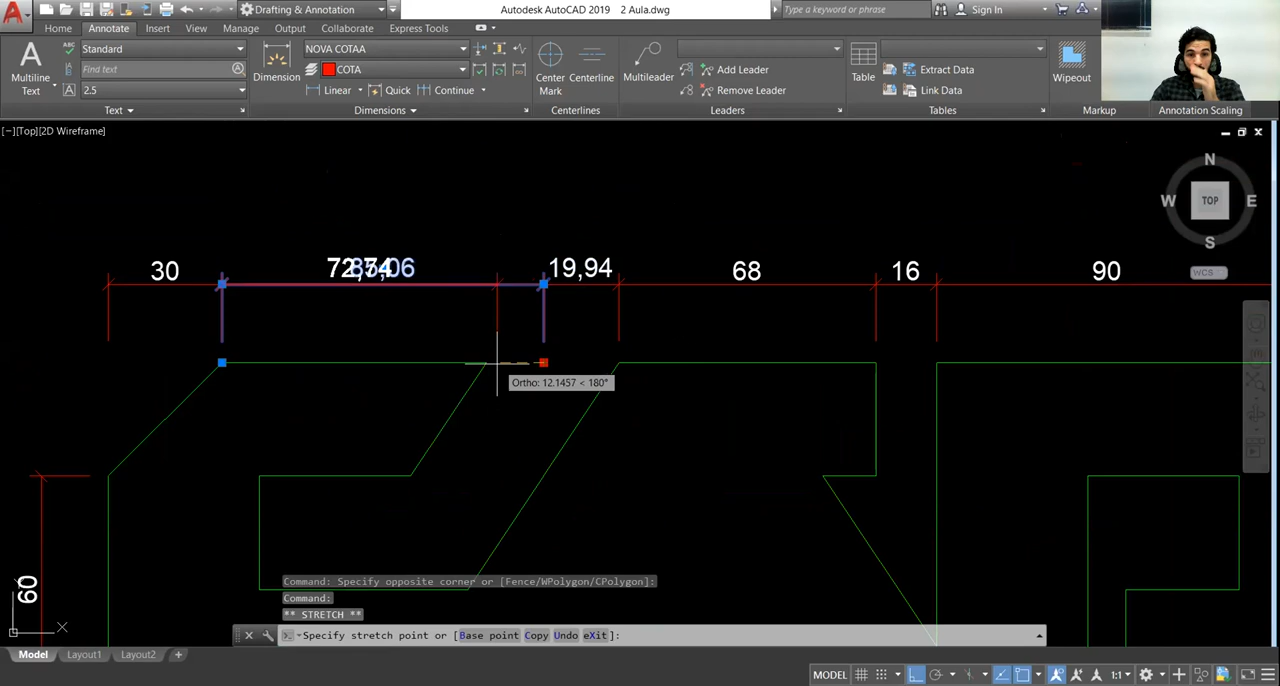 Drafting & Annotation
Autodesk AutoCAD 2019 2 Aula.dwg
Type a keyword or phrase
Sign In
Home Annotate Insert View Manage Output Collaborate Express Tools
A
Multiline
Text
ABC
Standard
Find text
2.5
Text
Dimension
NOVA COTAA
COTA
Linear Quick Continue
Dimensions
Center
Mark
Centerline
Centerlines
Multileader
Add Leader
Remove Leader
Leaders
Table
Extract Data
Link Data
Tables
Wipeout
Markup
Annotation Scaling
[−][Top][2D Wireframe]
N
W TOP E
S
WCS
30 19,94 68 16 90
Ortho: 12.1457 < 180°
60
Y
X
Command: Specify opposite corner or [Fence/WPolygon/CPolygon]:
Command:
** STRETCH **
Specify stretch point or [Base point Copy Undo eXit]:
Model Layout1 Layout2 +
MODEL 1:1